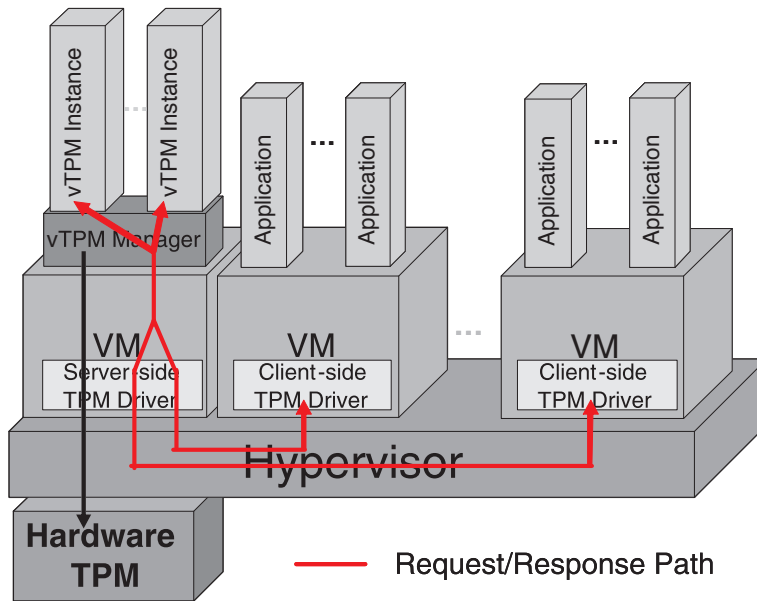 vTPM Instance
...
vTPM Instance
Application
...
Application
Application
...
Application
vTPM Manager
VM
Server-side
TPM Driver
VM
Client-side
TPM Driver
...
VM
Client-side
TPM Driver
Hypervisor
Hardware
TPM
Request/Response Path